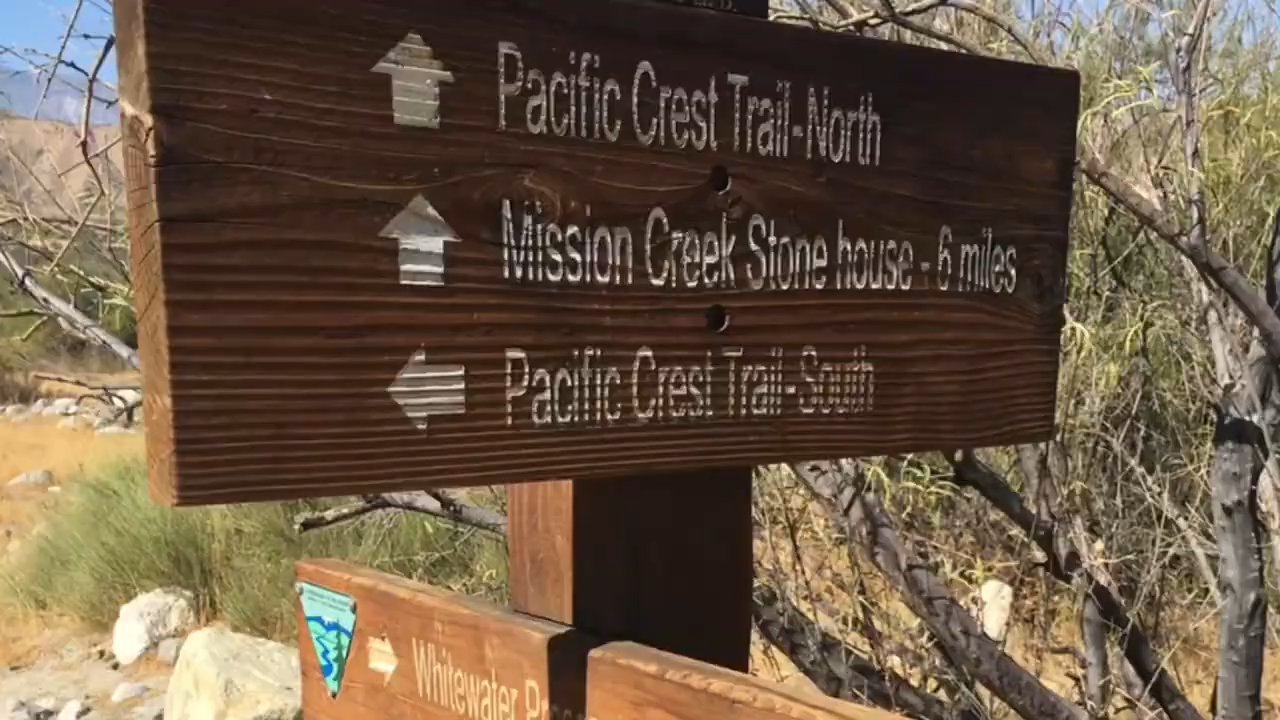 Pacific Crest Trail-North
Mission Creek Stone house - 6 miles
Pacific Crest Trail-South
Whitewater